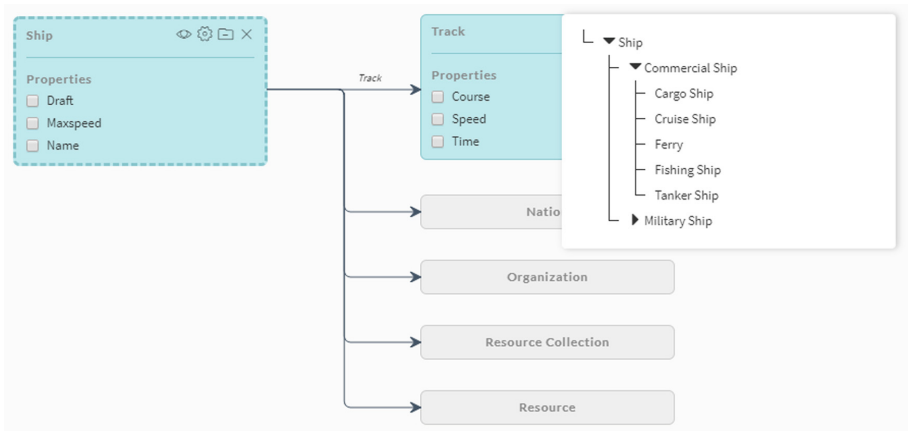 Ship
Properties
Draft
Maxspeed
Name
Track
Track
Properties
Course
Speed
Time
Natio
Organization
Resource Collection
Resource
Ship
Commercial Ship
Cargo Ship
Cruise Ship
Ferry
Fishing Ship
Tanker Ship
Military Ship